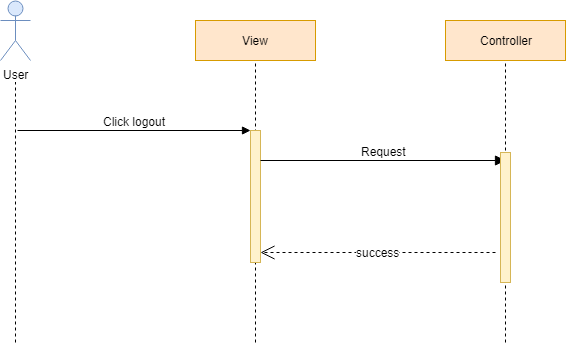 View
Controller
User
Click logout
Request
success